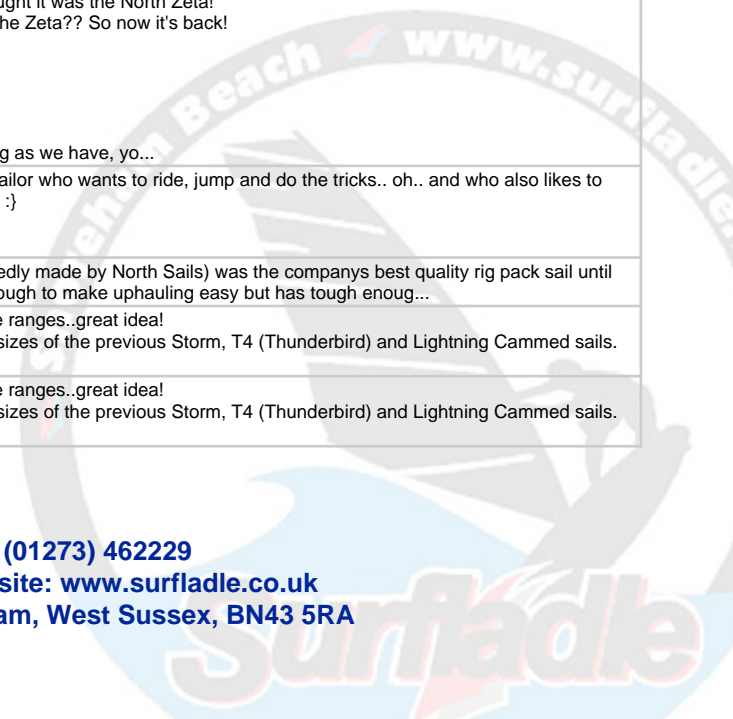 ught it was the North Zeta!
he Zeta?? So now it's back!
g as we have, yo...
ailor who wants to ride, jump and do the tricks.. oh.. and who also likes to
:}
edly made by North Sails) was the companys best quality rig pack sail until
ough to make uphauling easy but has tough enoug...
e ranges..great idea!
sizes of the previous Storm, T4 (Thunderbird) and Lightning Cammed sails.
e ranges..great idea!
sizes of the previous Storm, T4 (Thunderbird) and Lightning Cammed sails.
(01273) 462229
site: www.surfladle.co.uk
am, West Sussex, BN43 5RA
Shoreham Beach www.surfladle.
Surfladle